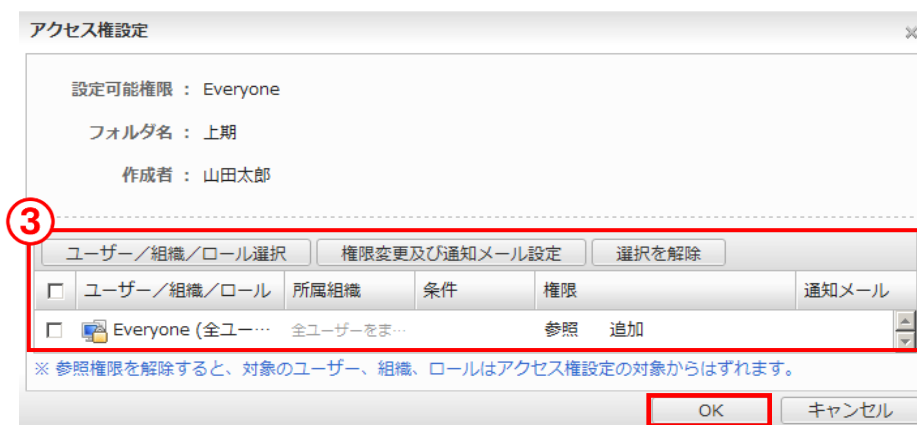 アクセス権設定
設定可能権限 : Everyone
フォルダ名 : 上期
作成者 : 山田太郎
3
ユーザー／組織／ロール選択 権限変更及び通知メール設定 選択を解除
ユーザー／組織／ロール 所属組織 条件 権限 通知メール
Everyone (全ユー… 全ユーザーをま… 参照 追加
※ 参照権限を解除すると、対象のユーザー、組織、ロールはアクセス権設定の対象からはずれます。
OK キャンセル